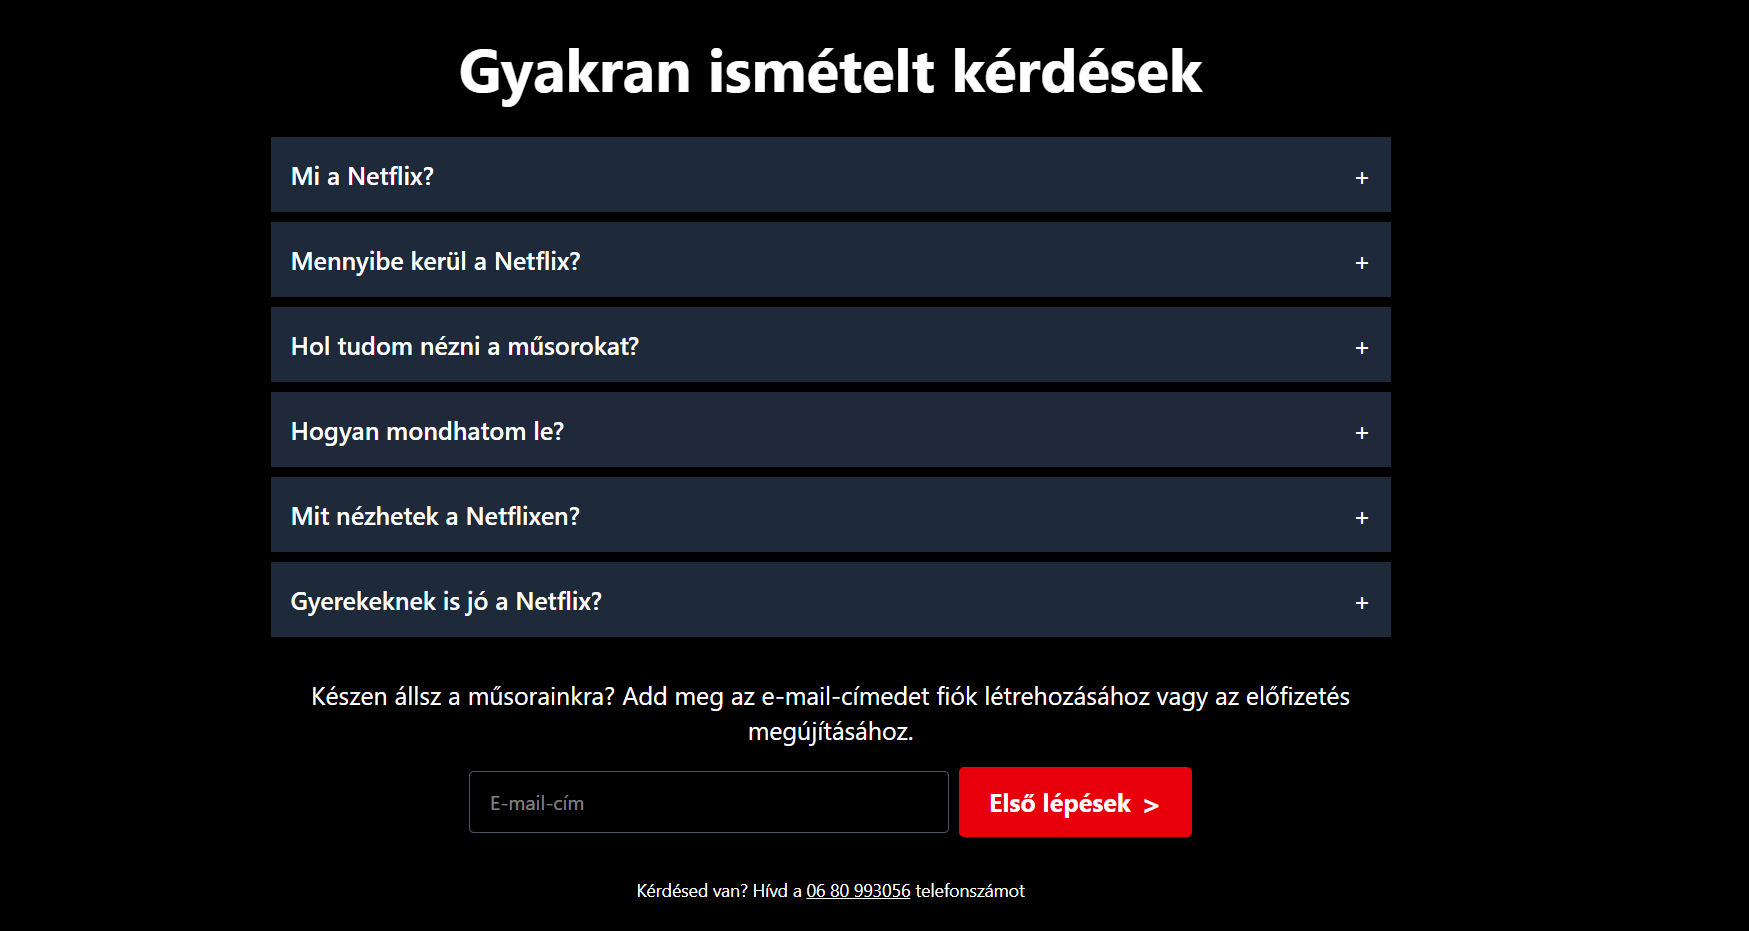 Gyakran ismételt kérdések
Mi a Netflix? +
Mennyibe kerül a Netflix? +
Hol tudom nézni a műsorokat? +
Hogyan mondhatom le? +
Mit nézhetek a Netflixen? +
Gyerekeknek is jó a Netflix? +
Készen állsz a műsorainkra? Add meg az e-mail-címedet fiók létrehozásához vagy az előfizetés
megújításához.
E-mail-cím
Első lépések >
Kérdésed van? Hívd a 06 80 993056 telefonszámot